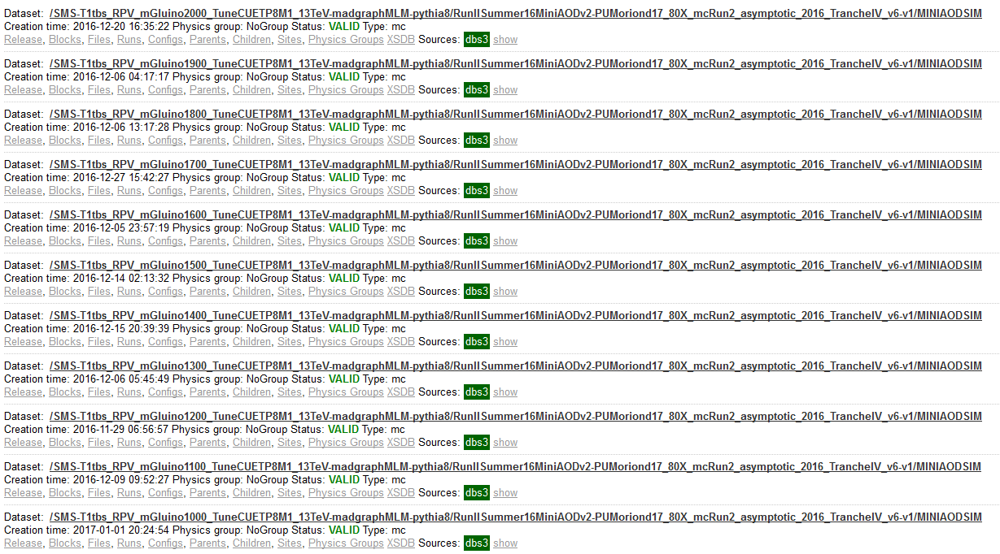 Dataset: /SMS-T1tbs_RPV_mGluino2000_TuneCUETP8M1_13TeV-madgraphMLM-pythia8/RunIISummer16MiniAODv2-PUMoriond17_80X_mcRun2_asymptotic_2016_TrancheIV_v6-v1/MINIAODSIM
Creation time: 2016-12-20 16:35:22 Physics group: NoGroup Status: VALID Type: mc
Release, Blocks, Files, Runs, Configs, Parents, Children, Sites, Physics Groups XSDB Sources: dbs3 show
Dataset: /SMS-T1tbs_RPV_mGluino1900_TuneCUETP8M1_13TeV-madgraphMLM-pythia8/RunIISummer16MiniAODv2-PUMoriond17_80X_mcRun2_asymptotic_2016_TrancheIV_v6-v1/MINIAODSIM
Creation time: 2016-12-06 04:17:17 Physics group: NoGroup Status: VALID Type: mc
Release, Blocks, Files, Runs, Configs, Parents, Children, Sites, Physics Groups XSDB Sources: dbs3 show
Dataset: /SMS-T1tbs_RPV_mGluino1800_TuneCUETP8M1_13TeV-madgraphMLM-pythia8/RunIISummer16MiniAODv2-PUMoriond17_80X_mcRun2_asymptotic_2016_TrancheIV_v6-v1/MINIAODSIM
Creation time: 2016-12-06 13:17:28 Physics group: NoGroup Status: VALID Type: mc
Release, Blocks, Files, Runs, Configs, Parents, Children, Sites, Physics Groups XSDB Sources: dbs3 show
Dataset: /SMS-T1tbs_RPV_mGluino1700_TuneCUETP8M1_13TeV-madgraphMLM-pythia8/RunIISummer16MiniAODv2-PUMoriond17_80X_mcRun2_asymptotic_2016_TrancheIV_v6-v1/MINIAODSIM
Creation time: 2016-12-27 15:42:27 Physics group: NoGroup Status: VALID Type: mc
Release, Blocks, Files, Runs, Configs, Parents, Children, Sites, Physics Groups XSDB Sources: dbs3 show
Dataset: /SMS-T1tbs_RPV_mGluino1600_TuneCUETP8M1_13TeV-madgraphMLM-pythia8/RunIISummer16MiniAODv2-PUMoriond17_80X_mcRun2_asymptotic_2016_TrancheIV_v6-v1/MINIAODSIM
Creation time: 2016-12-05 23:57:19 Physics group: NoGroup Status: VALID Type: mc
Release, Blocks, Files, Runs, Configs, Parents, Children, Sites, Physics Groups XSDB Sources: dbs3 show
Dataset: /SMS-T1tbs_RPV_mGluino1500_TuneCUETP8M1_13TeV-madgraphMLM-pythia8/RunIISummer16MiniAODv2-PUMoriond17_80X_mcRun2_asymptotic_2016_TrancheIV_v6-v1/MINIAODSIM
Creation time: 2016-12-14 02:13:32 Physics group: NoGroup Status: VALID Type: mc
Release, Blocks, Files, Runs, Configs, Parents, Children, Sites, Physics Groups XSDB Sources: dbs3 show
Dataset: /SMS-T1tbs_RPV_mGluino1400_TuneCUETP8M1_13TeV-madgraphMLM-pythia8/RunIISummer16MiniAODv2-PUMoriond17_80X_mcRun2_asymptotic_2016_TrancheIV_v6-v1/MINIAODSIM
Creation time: 2016-12-15 20:39:39 Physics group: NoGroup Status: VALID Type: mc
Release, Blocks, Files, Runs, Configs, Parents, Children, Sites, Physics Groups XSDB Sources: dbs3 show
Dataset: /SMS-T1tbs_RPV_mGluino1300_TuneCUETP8M1_13TeV-madgraphMLM-pythia8/RunIISummer16MiniAODv2-PUMoriond17_80X_mcRun2_asymptotic_2016_TrancheIV_v6-v1/MINIAODSIM
Creation time: 2016-12-06 05:45:49 Physics group: NoGroup Status: VALID Type: mc
Release, Blocks, Files, Runs, Configs, Parents, Children, Sites, Physics Groups XSDB Sources: dbs3 show
Dataset: /SMS-T1tbs_RPV_mGluino1200_TuneCUETP8M1_13TeV-madgraphMLM-pythia8/RunIISummer16MiniAODv2-PUMoriond17_80X_mcRun2_asymptotic_2016_TrancheIV_v6-v1/MINIAODSIM
Creation time: 2016-11-29 06:56:57 Physics group: NoGroup Status: VALID Type: mc
Release, Blocks, Files, Runs, Configs, Parents, Children, Sites, Physics Groups XSDB Sources: dbs3 show
Dataset: /SMS-T1tbs_RPV_mGluino1100_TuneCUETP8M1_13TeV-madgraphMLM-pythia8/RunIISummer16MiniAODv2-PUMoriond17_80X_mcRun2_asymptotic_2016_TrancheIV_v6-v1/MINIAODSIM
Creation time: 2016-12-09 09:52:27 Physics group: NoGroup Status: VALID Type: mc
Release, Blocks, Files, Runs, Configs, Parents, Children, Sites, Physics Groups XSDB Sources: dbs3 show
Dataset: /SMS-T1tbs_RPV_mGluino1000_TuneCUETP8M1_13TeV-madgraphMLM-pythia8/RunIISummer16MiniAODv2-PUMoriond17_80X_mcRun2_asymptotic_2016_TrancheIV_v6-v1/MINIAODSIM
Creation time: 2017-01-01 20:24:54 Physics group: NoGroup Status: VALID Type: mc
Release, Blocks, Files, Runs, Configs, Parents, Children, Sites, Physics Groups XSDB Sources: dbs3 show